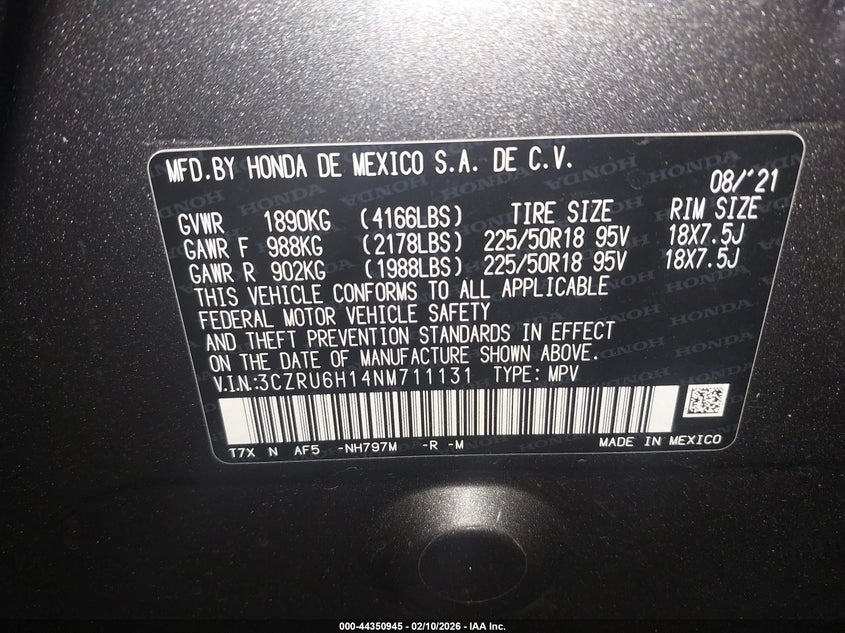 MFD.BY HONDA DE MEXICO S.A. DE C.V.
08/'21
GVWR 1890KG (4166LBS) TIRE SIZE RIM SIZE
GAWR F 988KG (2178LBS) 225/50R18 95V 18X7.5J
GAWR R 902KG (1988LBS) 225/50R18 95V 18X7.5J
THIS VEHICLE CONFORMS TO ALL APPLICABLE
FEDERAL MOTOR VEHICLE SAFETY
AND THEFT PREVENTION STANDARDS IN EFFECT
ON THE DATE OF MANUFACTURE SHOWN ABOVE.
V.I.N:3CZRU6H14NM711131 TYPE: MPV
T7X N AF5 -NH797M -R -M MADE IN MEXICO
000-44350945 - 02/10/2026 - IAA Inc.